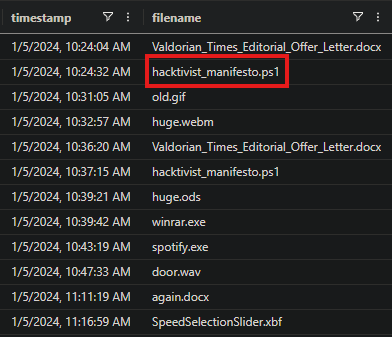 timestamp filename
1/5/2024, 10:24:04 AM Valdorian_Times_Editorial_Offer_Letter.docx
1/5/2024, 10:24:32 AM hacktivist_manifesto.ps1
1/5/2024, 10:31:05 AM old.gif
1/5/2024, 10:32:57 AM huge.webm
1/5/2024, 10:36:20 AM Valdorian_Times_Editorial_Offer_Letter.docx
1/5/2024, 10:37:15 AM hacktivist_manifesto.ps1
1/5/2024, 10:39:21 AM huge.ods
1/5/2024, 10:39:42 AM winrar.exe
1/5/2024, 10:43:19 AM spotify.exe
1/5/2024, 10:47:33 AM door.wav
1/5/2024, 11:11:19 AM again.docx
1/5/2024, 11:16:59 AM SpeedSelectionSlider.xbf